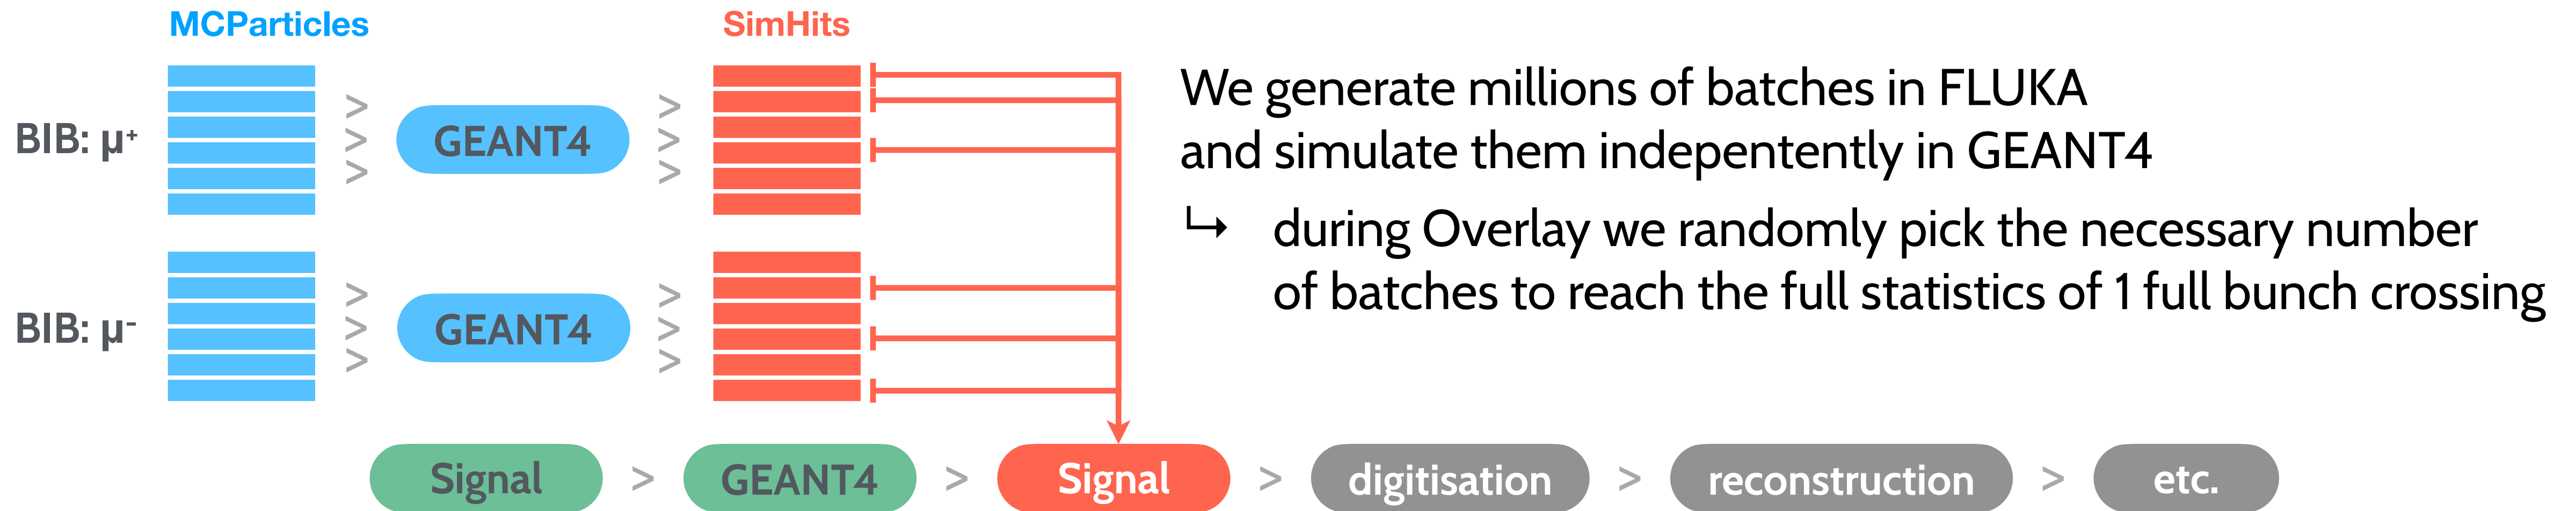 MCParticles
SimHits
BIB: µ⁺
>
>
>
GEANT4
>
>
>
We generate millions of batches in FLUKA
and simulate them indepentently in GEANT4
↳ during Overlay we randomly pick the necessary number
of batches to reach the full statistics of 1 full bunch crossing
BIB: µ⁻
>
>
>
GEANT4
>
>
>
Signal > GEANT4 > Signal > digitisation > reconstruction > etc.